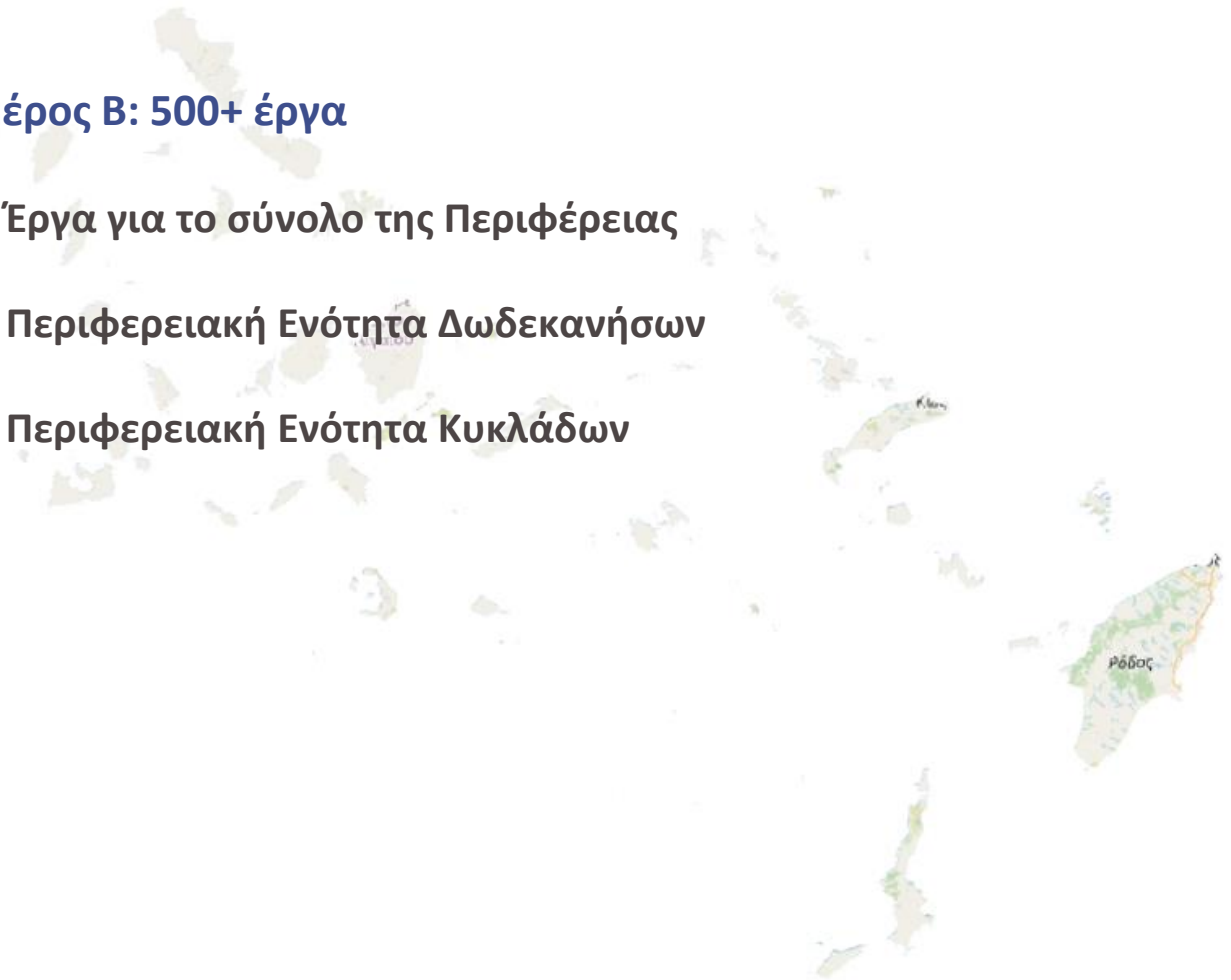 έρος Β: 500+ έργα
Έργα για το σύνολο της Περιφέρειας
Περιφερειακή Ενότητα Δωδεκανήσων
Περιφερειακή Ενότητα Κυκλάδων
Ρόδος